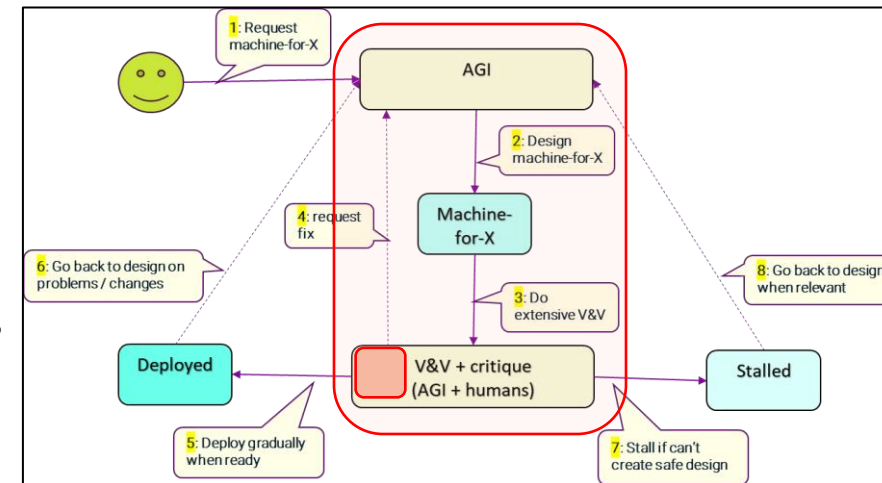 1: Request
machine-for-X
AGI
2: Design
machine-for-X
4: request
fix
Machine-
for-X
6: Go back to design on
problems / changes
8: Go back to design
when relevant
3: Do
extensive V&V
Deployed
V&V + critique
(AGI + humans)
Stalled
5: Deploy gradually
when ready
7: Stall if can't
create safe design